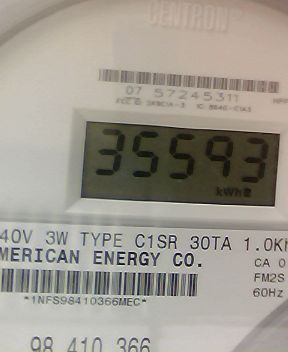 CENTRON
07 57245311
35593
kWh
40V 3W TYPE C1SR 30TA 1.0Kh
MERICAN ENERGY CO.
CA 0
FM2S
60Hz
*1NFS98410366MEC*
98 410 366